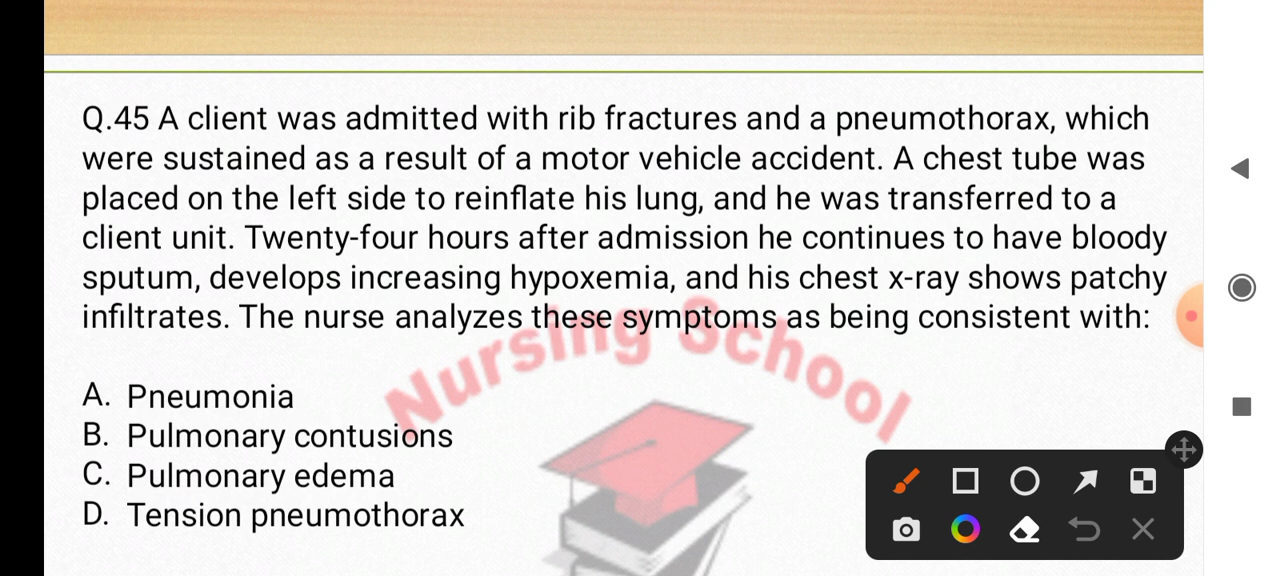 Q.45 A client was admitted with rib fractures and a pneumothorax, which
were sustained as a result of a motor vehicle accident. A chest tube was
placed on the left side to reinflate his lung, and he was transferred to a
client unit. Twenty-four hours after admission he continues to have bloody
sputum, develops increasing hypoxemia, and his chest x-ray shows patchy
infiltrates. The nurse analyzes these symptoms as being consistent with:
Nursing School
A. Pneumonia
B. Pulmonary contusions
C. Pulmonary edema
D. Tension pneumothorax